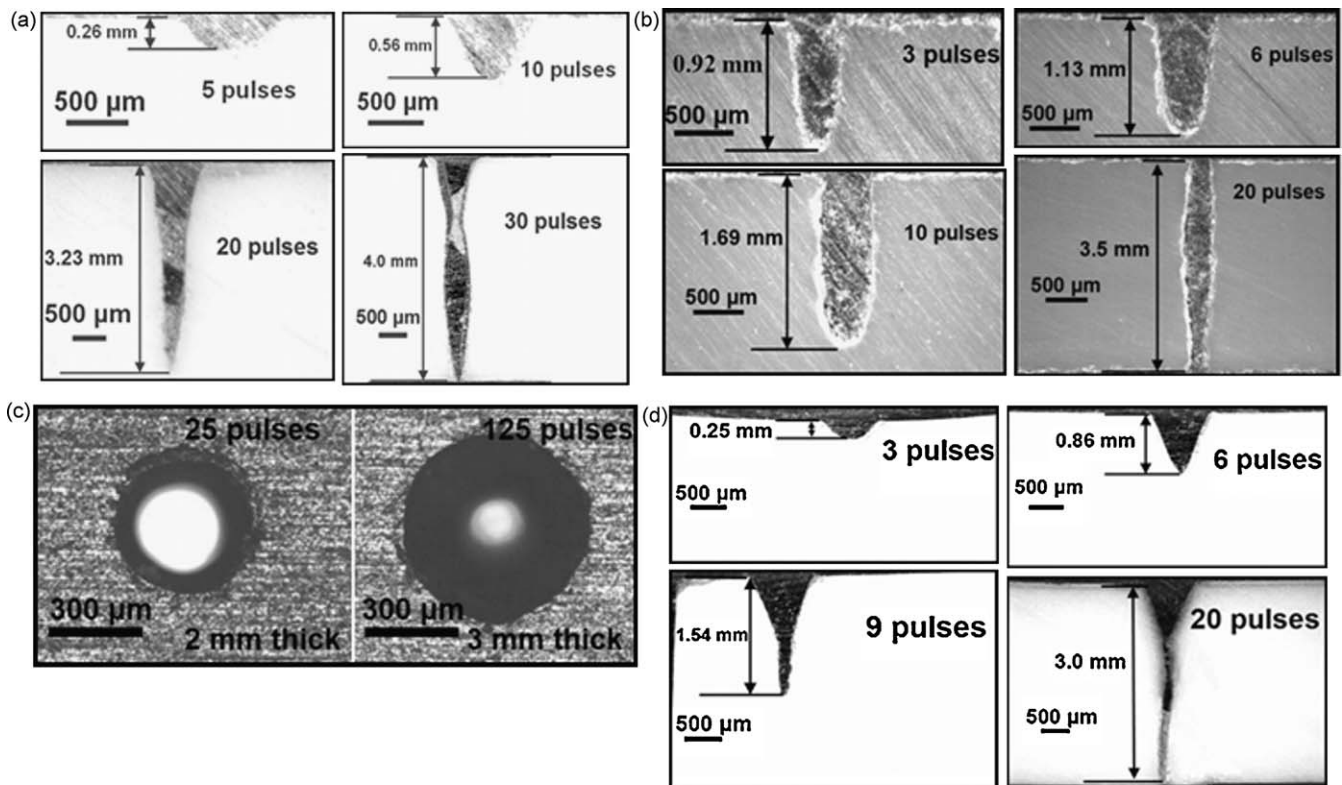 (a)
0.26 mm
5 pulses
500 µm
0.56 mm
10 pulses
500 µm
3.23 mm
20 pulses
500 µm
30 pulses
4.0 mm
500 µm
(b)
3 pulses
0.92 mm
500 µm
6 pulses
1.13 mm
500 µm
1.69 mm
10 pulses
500 µm
20 pulses
3.5 mm
500 µm
(c)
25 pulses
300 µm
2 mm thick
125 pulses
300 µm
3 mm thick
(d)
0.25 mm
3 pulses
500 µm
0.86 mm
6 pulses
500 µm
1.54 mm
9 pulses
500 µm
20 pulses
3.0 mm
500 µm